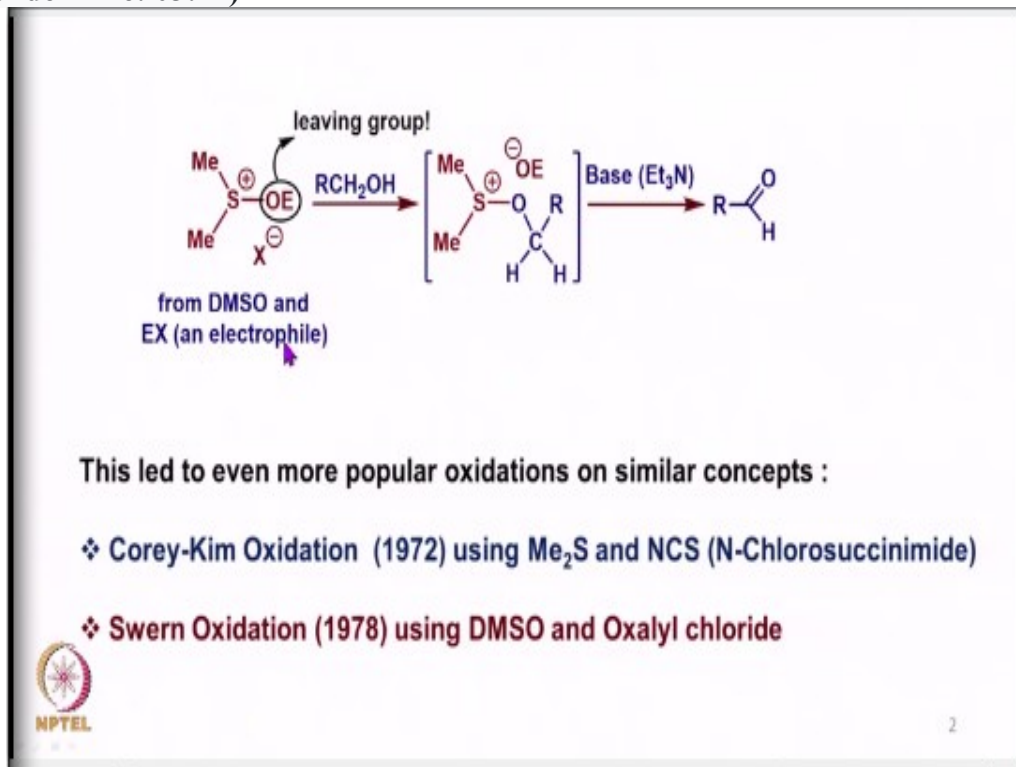 leaving group!
Me
S⊕—OE
Me
X⊖
RCH₂OH
Me
S⊕—O R
Me
C
H H
⊖OE
Base (Et₃N)
R
O
H
from DMSO and
EX (an electrophile)
This led to even more popular oxidations on similar concepts :
❖ Corey-Kim Oxidation (1972) using Me₂S and NCS (N-Chlorosuccinimide)
❖ Swern Oxidation (1978) using DMSO and Oxalyl chloride
NPTEL
2